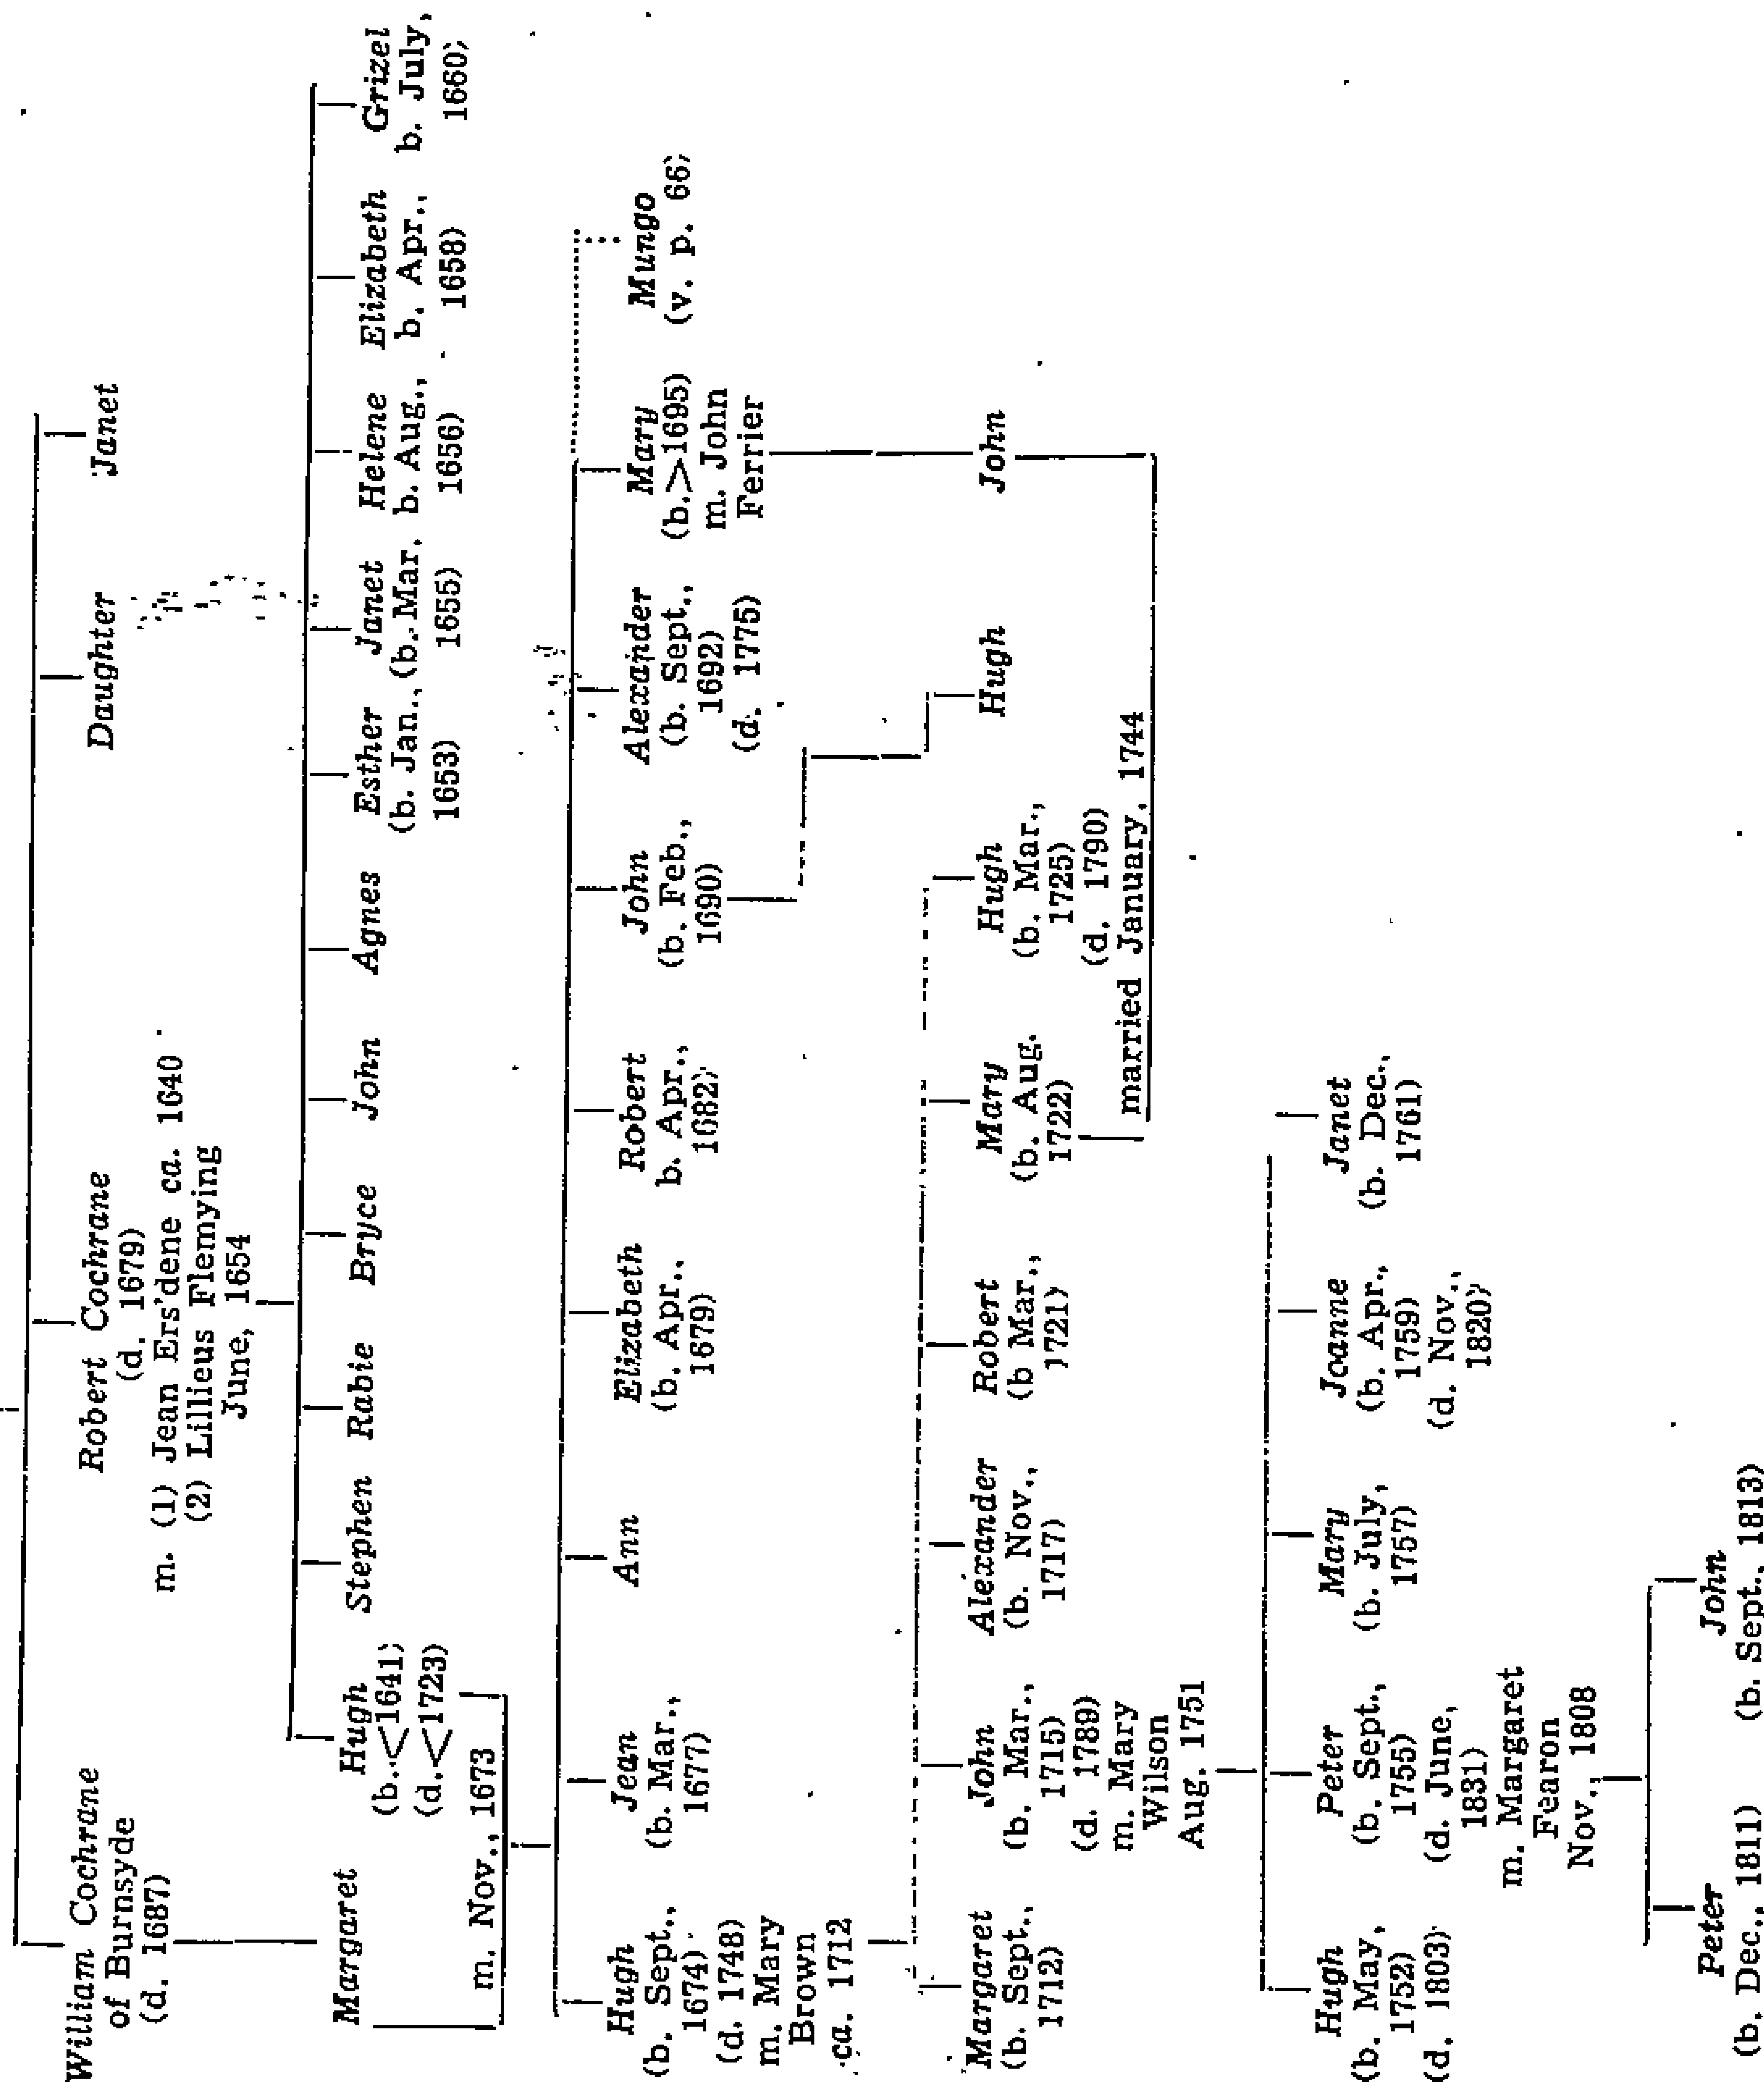 William Cochrane
of Burnsyde
(d. 1687)
Robert Cochrane
(d. 1679)
m. (1) Jean Ers'dene ca. 1640
(2) Lillieus Flemying
June, 1654
Daughter
Janet
Margaret
Hugh
(b.<1641)
(d.<1723)
m. Nov., 1673
Stephen
Rabie
Bryce
John
Agnes
Esther
(b. Jan.,
1653)
Janet
(b. Mar.
1655)
Helene
b. Aug.,
1656)
Elizabeth
b. Apr.,
1658)
Grizel
b. July,
1660)
Hugh
(b. Sept.,
1674)
(d. 1748)
m. Mary
Brown
ca. 1712
Jean
(b. Mar.,
1677)
Ann
Elizabeth
(b. Apr.,
1679)
Robert
b. Apr.,
1682)
John
(b. Feb.,
1690)
Alexander
(b. Sept.,
1692)
(d. 1775)
Mary
(b.>1695)
m. John
Ferrier
Mungo
(v. p. 66)
Margaret
(b. Sept.,
1712)
John
(b. Mar.,
1715)
(d. 1789)
m. Mary
Wilson
Aug. 1751
Alexander
(b. Nov.,
1717)
Robert
(b Mar.,
1721)
Mary
(b. Aug.
1722)
Hugh
(b. Mar.,
1725)
(d. 1790)
Hugh
John
married January, 1744
Hugh
(b. May,
1752)
(d. 1803)
Peter
(b. Sept.,
1755)
(d. June,
1831)
m. Margaret
Fearon
Nov., 1808
Mary
(b. July,
1757)
Joanne
(b. Apr.,
1759)
(d. Nov.,
1820)
Janet
(b. Dec.,
1761)
Peter
(b. Dec., 1811)
John
(b. Sept., 1813)